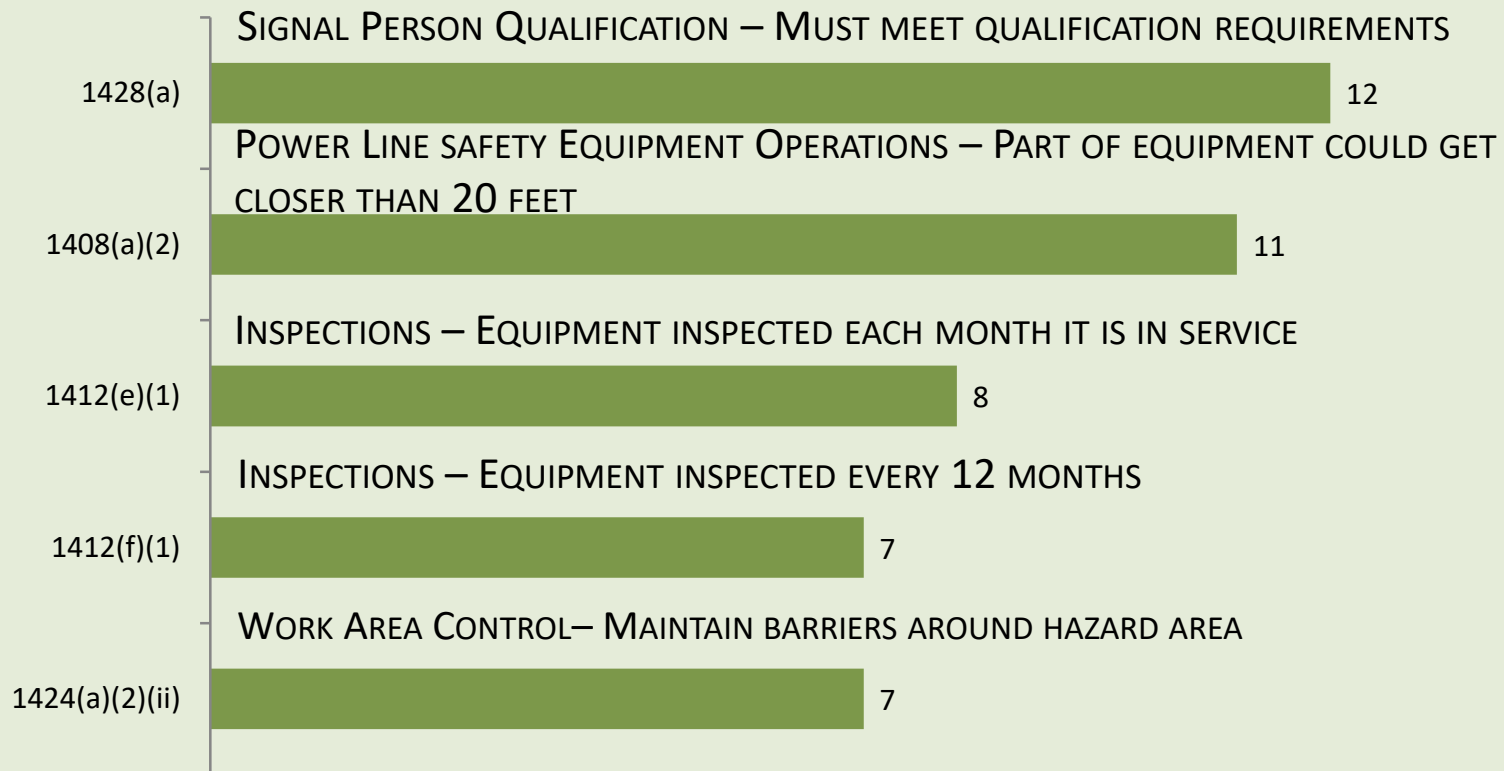 SIGNAL PERSON QUALIFICATION – MUST MEET QUALIFICATION REQUIREMENTS
1428(a) 12
POWER LINE SAFETY EQUIPMENT OPERATIONS – PART OF EQUIPMENT COULD GET
CLOSER THAN 20 FEET
1408(a)(2) 11
INSPECTIONS – EQUIPMENT INSPECTED EACH MONTH IT IS IN SERVICE
1412(e)(1) 8
INSPECTIONS – EQUIPMENT INSPECTED EVERY 12 MONTHS
1412(f)(1) 7
WORK AREA CONTROL– MAINTAIN BARRIERS AROUND HAZARD AREA
1424(a)(2)(ii) 7